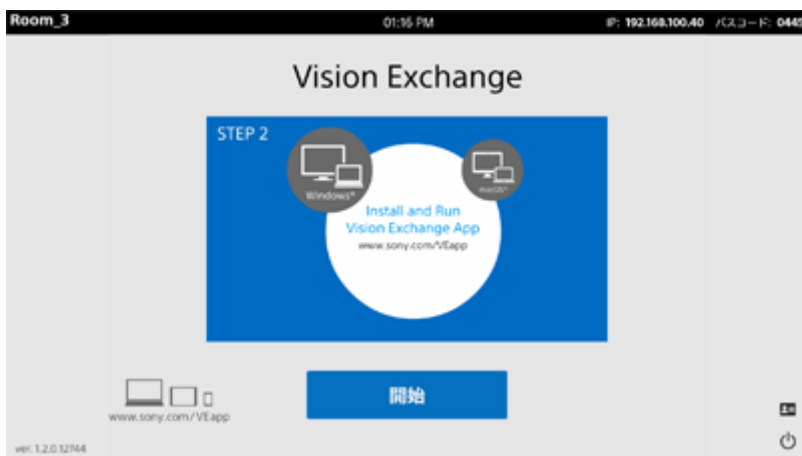 Room_3 01:16 PM IP: 192.168.100.40 パスコード: 0445
Vision Exchange
STEP 2
Windows®
macOS®
Install and Run
Vision Exchange App
www.sony.com/VEapp
開始
www.sony.com/VEapp
ver. 1.2.0.12744